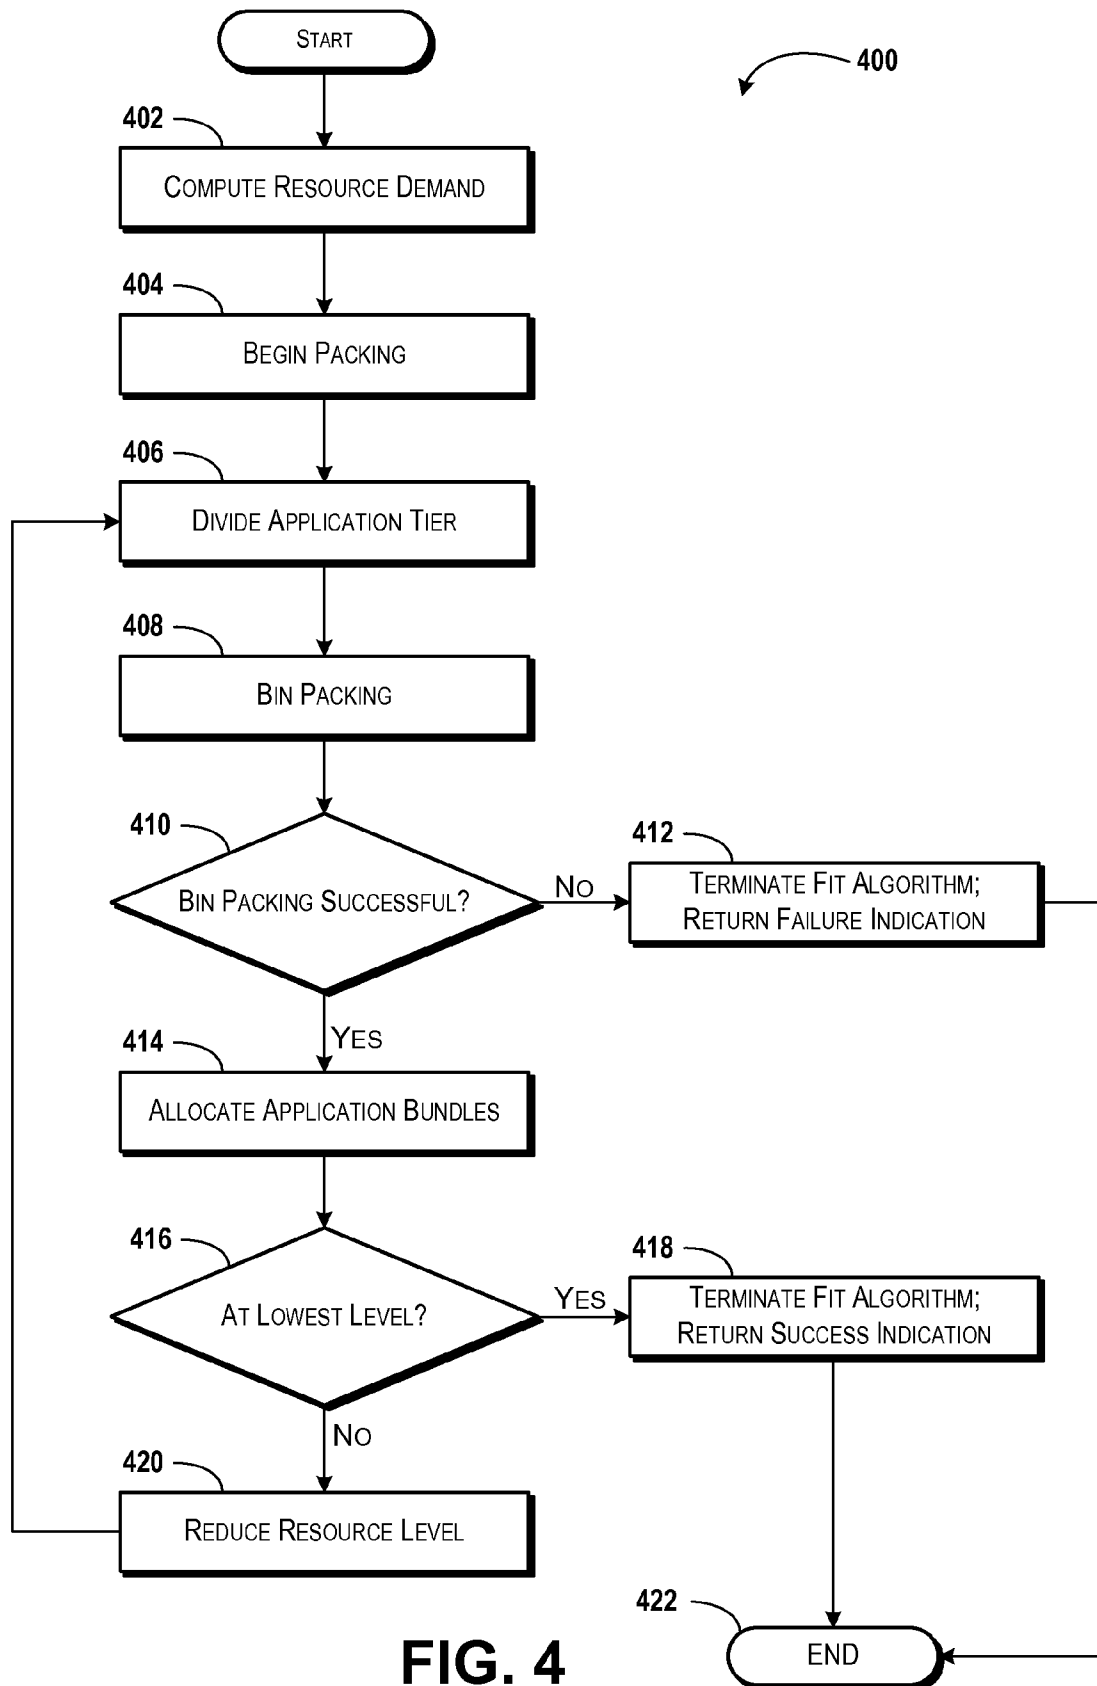 START
400
402
COMPUTE RESOURCE DEMAND
404
BEGIN PACKING
406
DIVIDE APPLICATION TIER
408
BIN PACKING
410
BIN PACKING SUCCESSFUL?
NO
412
TERMINATE FIT ALGORITHM;
RETURN FAILURE INDICATION
YES
414
ALLOCATE APPLICATION BUNDLES
416
AT LOWEST LEVEL?
YES
418
TERMINATE FIT ALGORITHM;
RETURN SUCCESS INDICATION
NO
420
REDUCE RESOURCE LEVEL
422
END
FIG. 4